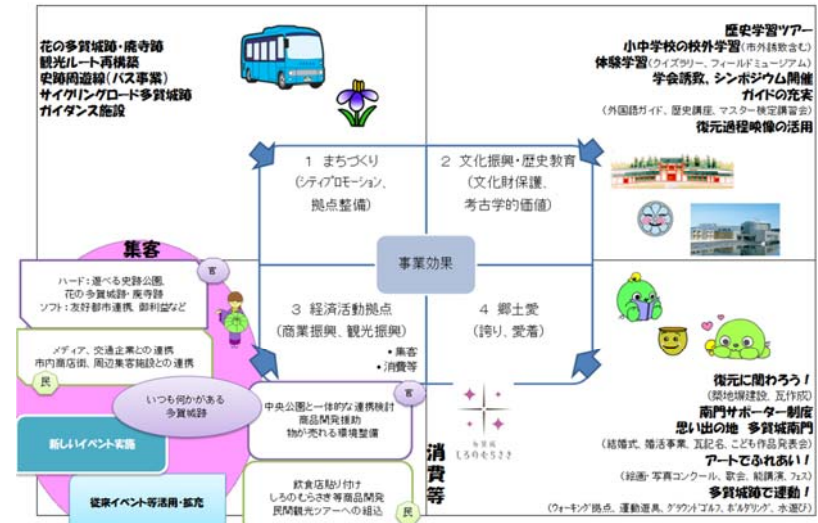 花の多賀城跡・廃寺跡
観光ルート再構築
史跡周遊線(バス事業)
サイクリングロード多賀城跡
ガイダンス施設
歴史学習ツアー
小中学校の校外学習(市外誘致含む)
体験学習(クイズラリー、フィールドミュージアム)
学会誘致、シンポジウム開催
ガイドの充実
(外国語ガイド、歴史講座、マスター検定講習会)
復元過程映像の活用
1 まちづくり
(シティプロモーション、
拠点整備)
2 文化振興・歴史教育
(文化財保護、
考古学的価値)
事業効果
3 経済活動拠点
(商業振興、観光振興)
・集客
・消費等
4 郷土愛
(誇り、愛着)
集客
官
ハード:遊べる史跡公園、
花の多賀城跡・廃寺跡
ソフト:友好都市連携、御利益など
メディア、交通企業との連携
市内商店街、周辺集客施設との連携
民
いつも何かがある
多賀城跡
新しいイベント実施
従来イベント等活用・拡充
官
中央公園と一体的な連携検討
商品開発援助
物が売れる環境整備
飲食店貼り付け
しろのむらさき等商品開発
民間観光ツアーへの組込
民
消費等
多賀城
しろのむらさき
復元に関わろう!
(築地塀建設、瓦作成)
南門サポーター制度
思い出の地 多賀城南門
(結婚式、婚活事業、瓦記名、こども作品発表会)
アートでふれあい!
(絵画・写真コンクール、歌会、能講演、フェス)
多賀城跡で運動!
(ウォーキング拠点、運動遊具、グラウンドゴルフ、ボルダリング、水遊び)